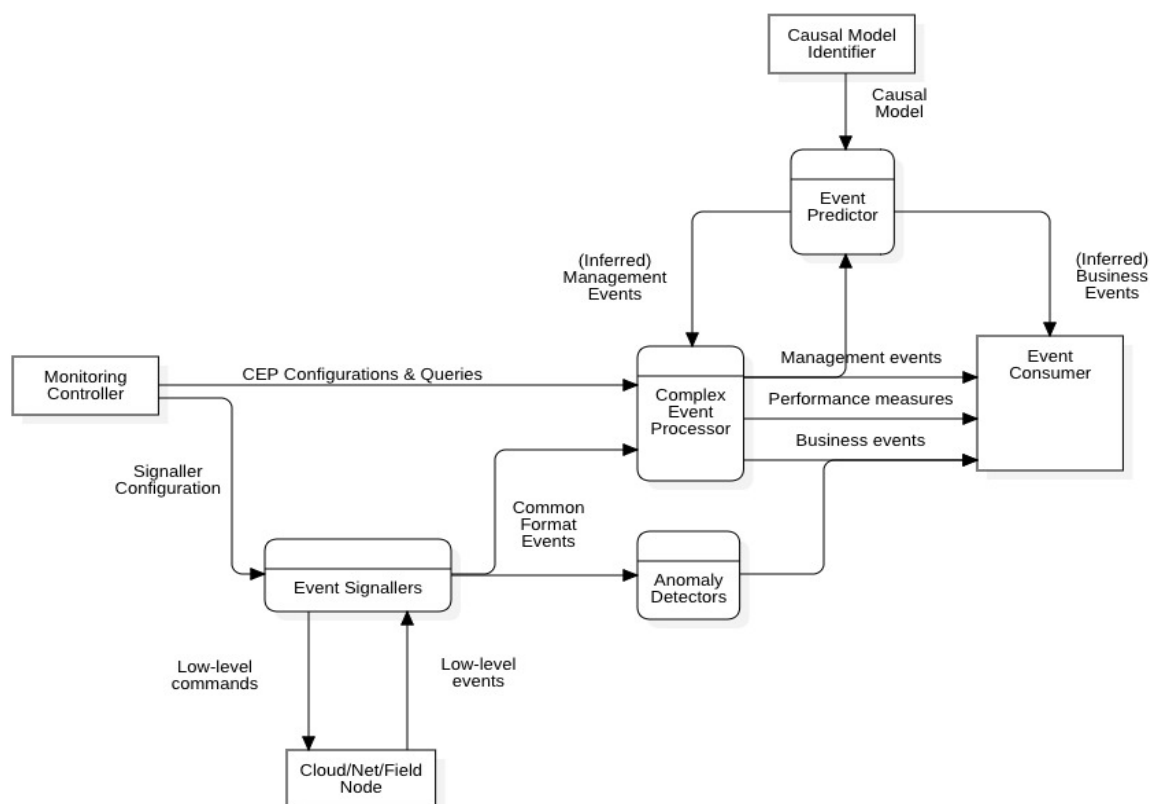 Causal Model
Identifier
Causal
Model
Event
Predictor
(Inferred)
Management
Events
(Inferred)
Business
Events
Monitoring
Controller
CEP Configurations & Queries
Complex
Event
Processor
Management events
Performance measures
Business events
Event
Consumer
Signaller
Configuration
Common
Format
Events
Event Signallers
Anomaly
Detectors
Low-level
commands
Low-level
events
Cloud/Net/Field
Node